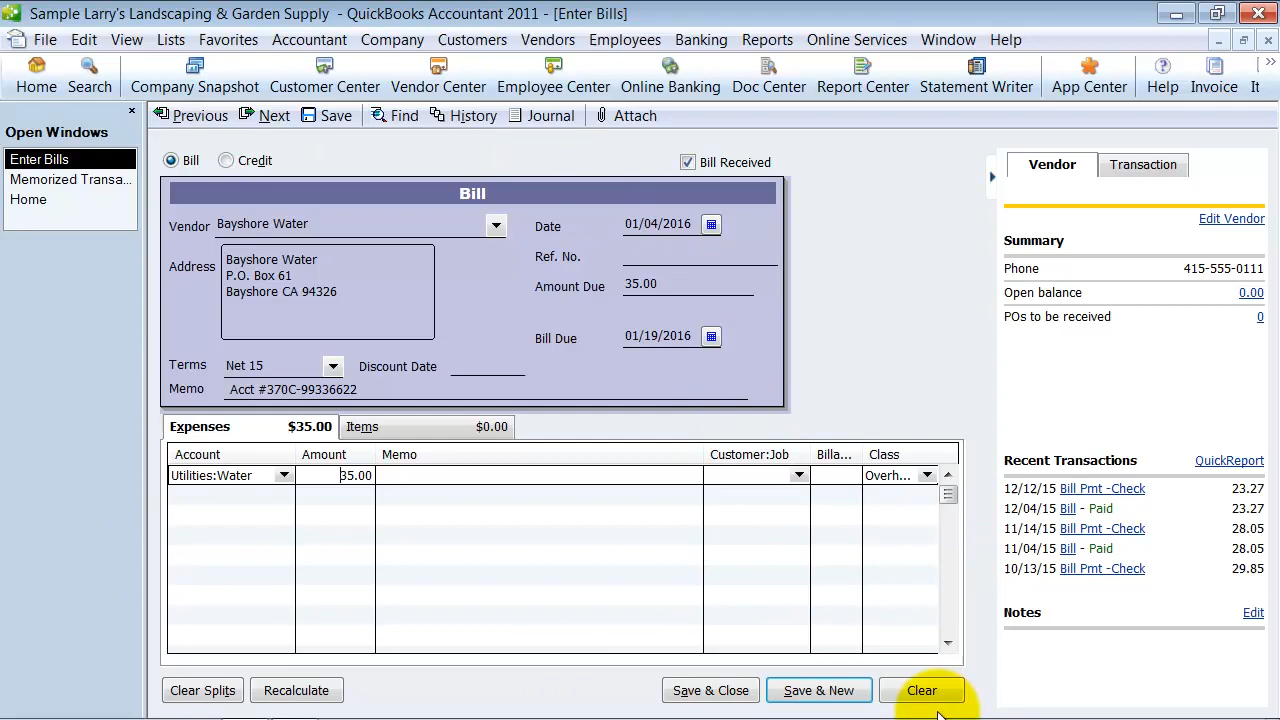 Sample Larry's Landscaping & Garden Supply - QuickBooks Accountant 2011 - [Enter Bills]
File Edit View Lists Favorites Accountant Company Customers Vendors Employees Banking Reports Online Services Window Help
Home Search Company Snapshot Customer Center Vendor Center Employee Center Online Banking Doc Center Report Center Statement Writer App Center Help Invoice
Open Windows
Enter Bills
Memorized Transa...
Home
Previous Next Save Find History Journal Attach
Bill Credit Bill Received
Bill
Vendor Bayshore Water Date 01/04/2016
Ref. No.
Address Bayshore Water
P.O. Box 61
Bayshore CA 94326
Amount Due 35.00
Bill Due 01/19/2016
Terms Net 15 Discount Date
Memo Acct #370C-99336622
Expenses $35.00 Items $0.00
Account Amount Memo Customer:Job Billa... Class
Utilities:Water 35.00 Overh...
Clear Splits Recalculate Save & Close Save & New Clear
Vendor Transaction
Edit Vendor
Summary
Phone 415-555-0111
Open balance 0.00
POs to be received 0
Recent Transactions QuickReport
12/12/15 Bill Pmt -Check 23.27
12/04/15 Bill - Paid 23.27
11/14/15 Bill Pmt -Check 28.05
11/04/15 Bill - Paid 28.05
10/13/15 Bill Pmt -Check 29.85
Notes Edit